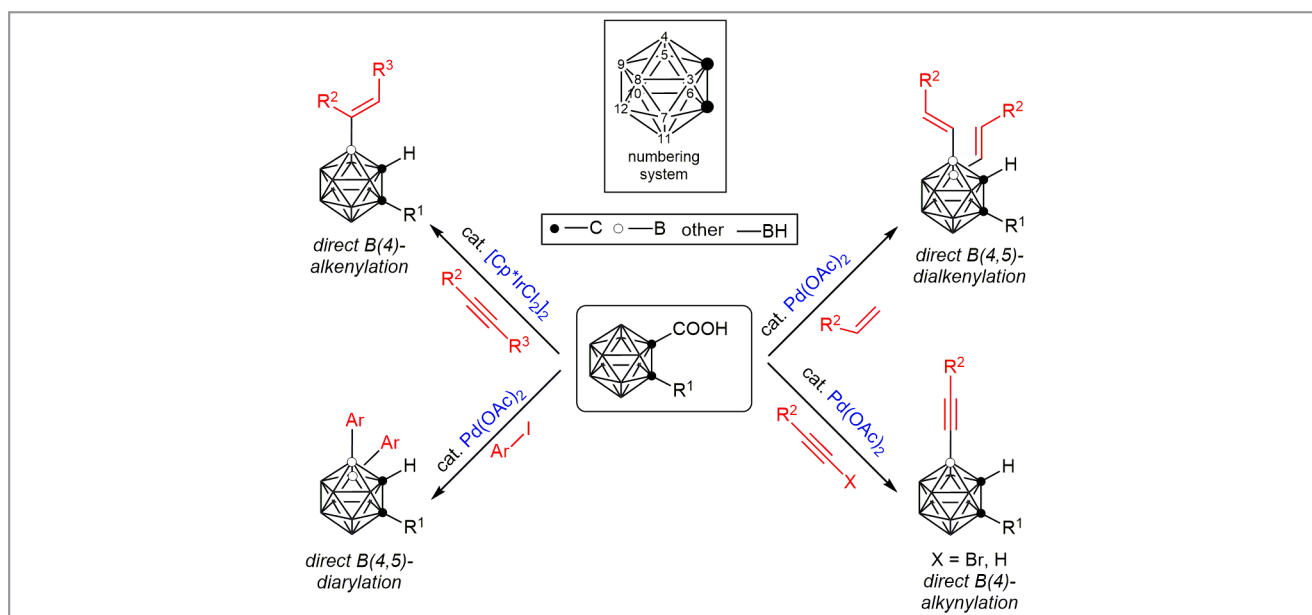 4
5
9
8
3
10
6
12
7
11
numbering
system
C
B
other
BH
R³
R²
H
R¹
direct B(4)-
alkenylation
cat. [Cp*IrCl₂]₂
R²
R³
R²
R²
H
R¹
direct B(4,5)-
dialkenylation
cat. Pd(OAc)₂
R²
COOH
R¹
Ar
Ar
H
R¹
direct B(4,5)-
diarylation
cat. Pd(OAc)₂
Ar
I
cat. Pd(OAc)₂
R²
X
R²
H
R¹
X = Br, H
direct B(4)-
alkynylation